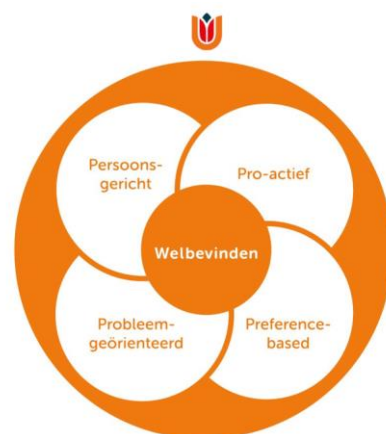 Persoons-
gericht
Pro-actief
Welbevinden
Probleem-
geörienteerd
Preference-
based